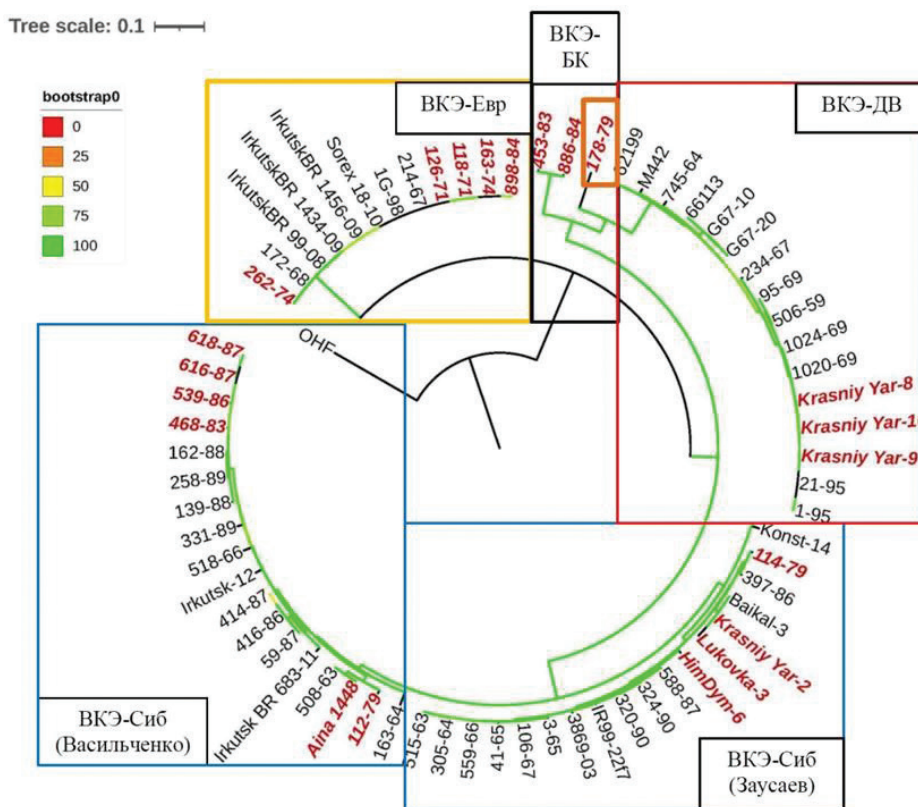 Tree scale: 0.1
bootstrap0
0
25
50
75
100
ВКЭ-Евр
ВКЭ-
БК
ВКЭ-ДВ
262-74
172-68
IrkutskBR 99-08
IrkutskBR 1434-09
IrkutskBR 1456-09
Sorex 18-10
1G-98
214-67
126-71
118-71
163-74
898-84
453-83
886-84
178-79
62199
M442
745-64
66113
G67-10
G67-20
234-67
95-69
506-59
1024-69
1020-69
Krasniy Yar-8
Krasniy Yar-9
21-95
1-95
Konst-14
114-79
397-86
Baikal-3
Krasniy Yar-2
Lukovka-3
HimDym-6
588-87
324-90
320-90
IR99-22f7
3869-03
3-65
106-67
41-65
559-66
305-64
515-63
163-64
112-79
Aina 1448
508-63
Irkutsk BR 683-11
59-87
416-86
414-87
Irkutsk-12
518-66
331-89
139-88
258-89
162-88
468-83
539-86
616-87
618-87
OHF
ВКЭ-Сиб
(Васильченко)
ВКЭ-Сиб
(Заусаев)